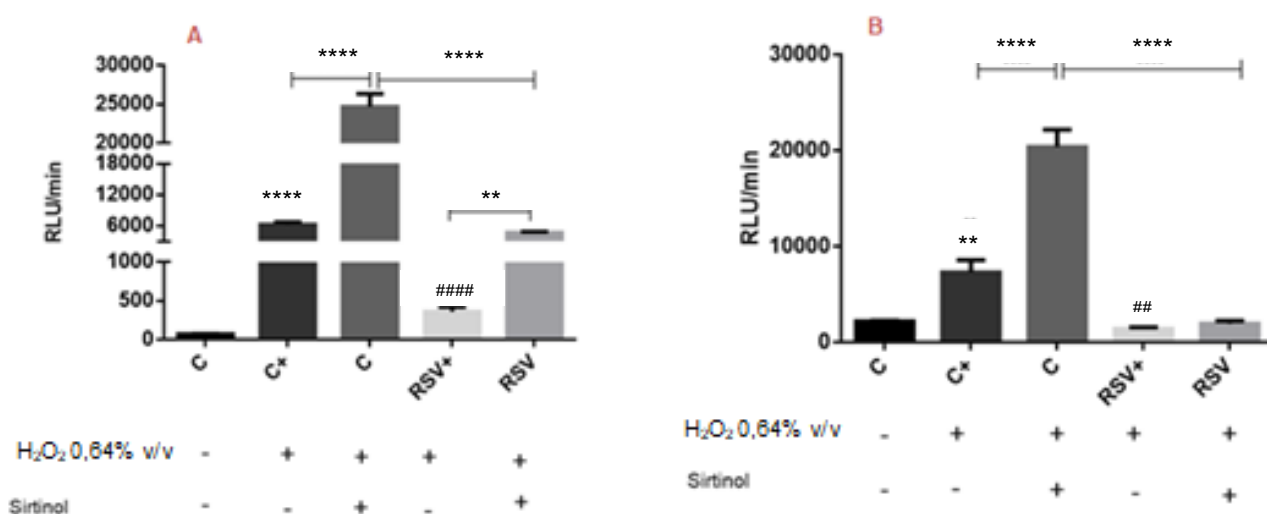 A
**** ****
30000
25000
20000
18000
12000
6000
1000
500
0
RLU/min
****
**
####
C C+ C RSV+ RSV
H₂O₂ 0,64% v/v - + + + +
Sirtinol - - + - +
B
**** ****
30000
20000
10000
0
RLU/min
**
##
C C+ C RSV+ RSV
H₂O₂ 0,64% v/v - + + + +
Sirtinol - - + - +